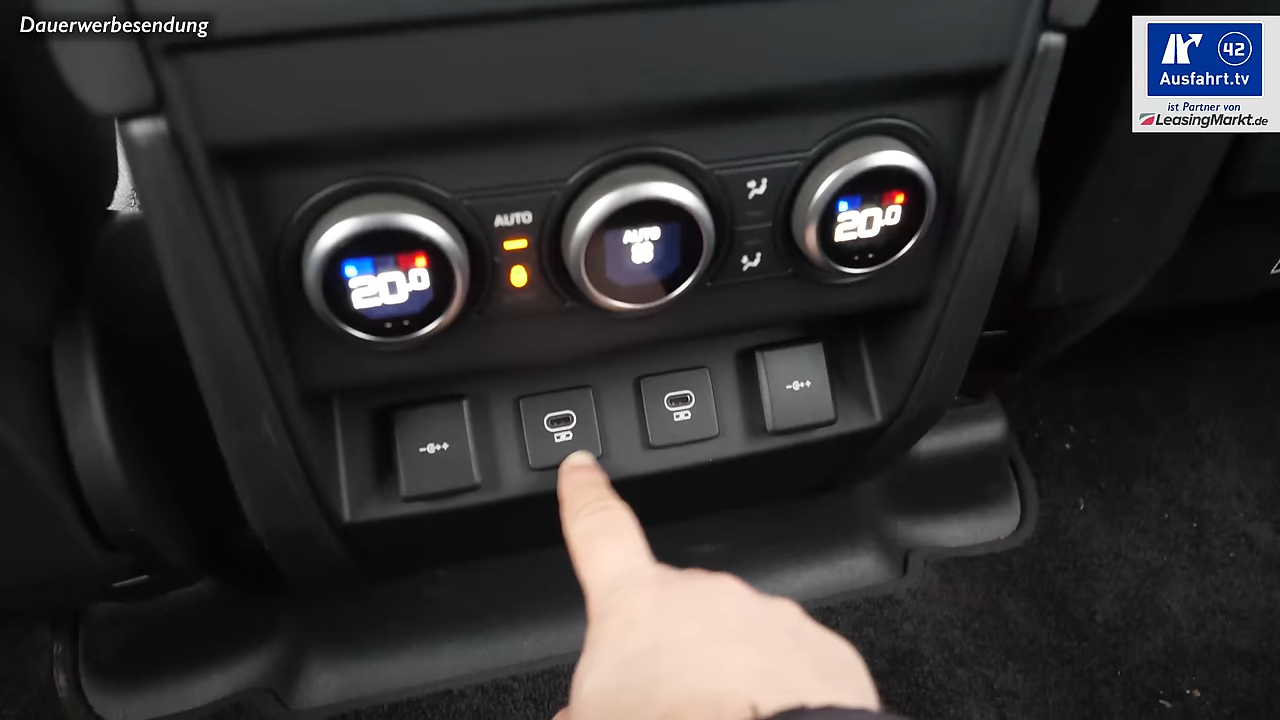 Dauerwerbesendung
42
Ausfahrt.tv
ist Partner von
LeasingMarkt.de
AUTO
AUTO
20.0
20.0